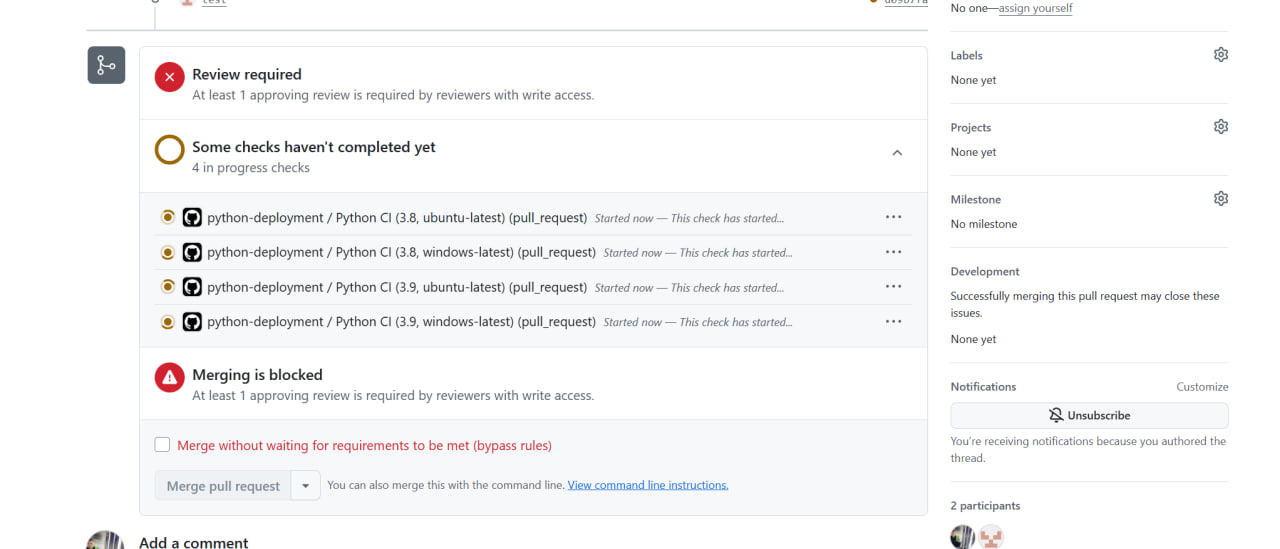 test
No one—assign yourself
Review required
At least 1 approving review is required by reviewers with write access.
Some checks haven't completed yet
4 in progress checks
python-deployment / Python CI (3.8, ubuntu-latest) (pull_request) Started now — This check has started...
python-deployment / Python CI (3.8, windows-latest) (pull_request) Started now — This check has started...
python-deployment / Python CI (3.9, ubuntu-latest) (pull_request) Started now — This check has started...
python-deployment / Python CI (3.9, windows-latest) (pull_request) Started now — This check has started...
Merging is blocked
At least 1 approving review is required by reviewers with write access.
Merge without waiting for requirements to be met (bypass rules)
Merge pull request
You can also merge this with the command line. View command line instructions.
Add a comment
Labels
None yet
Projects
None yet
Milestone
No milestone
Development
Successfully merging this pull request may close these
issues.
None yet
Notifications
Customize
Unsubscribe
You're receiving notifications because you authored the
thread.
2 participants